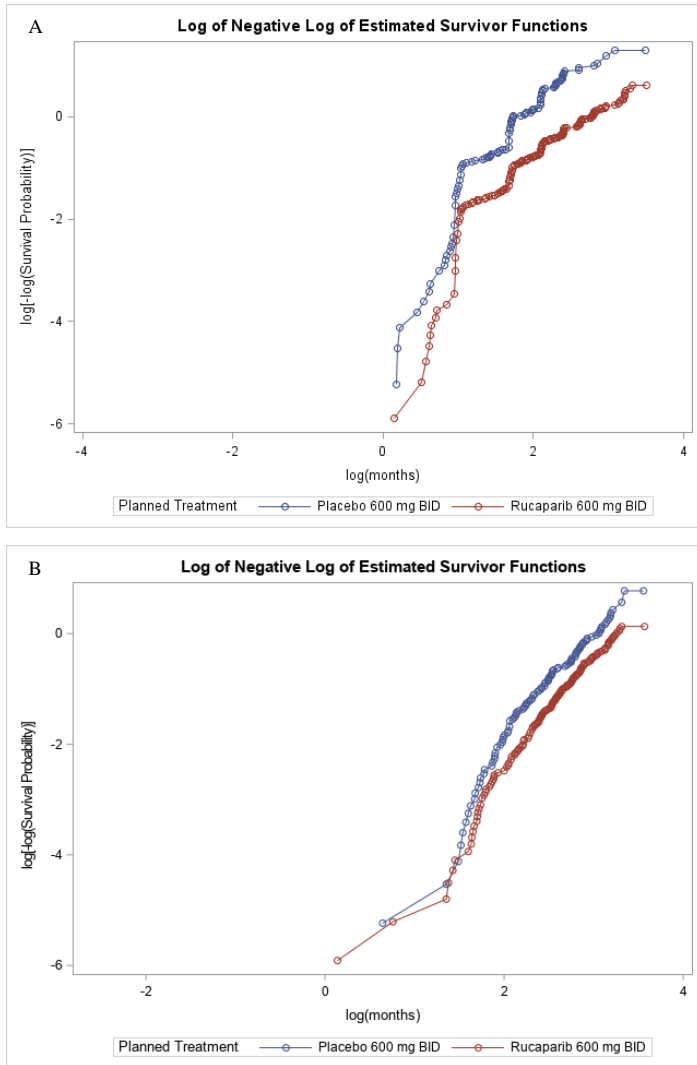 A
Log of Negative Log of Estimated Survivor Functions
log[-log(Survival Probability)]
0
-2
-4
-6
-4
-2
0
2
4
log(months)
Planned Treatment
Placebo 600 mg BID
Rucaparib 600 mg BID
B
Log of Negative Log of Estimated Survivor Functions
log[-log(Survival Probability)]
0
-2
-4
-6
-2
0
2
4
log(months)
Planned Treatment
Placebo 600 mg BID
Rucaparib 600 mg BID